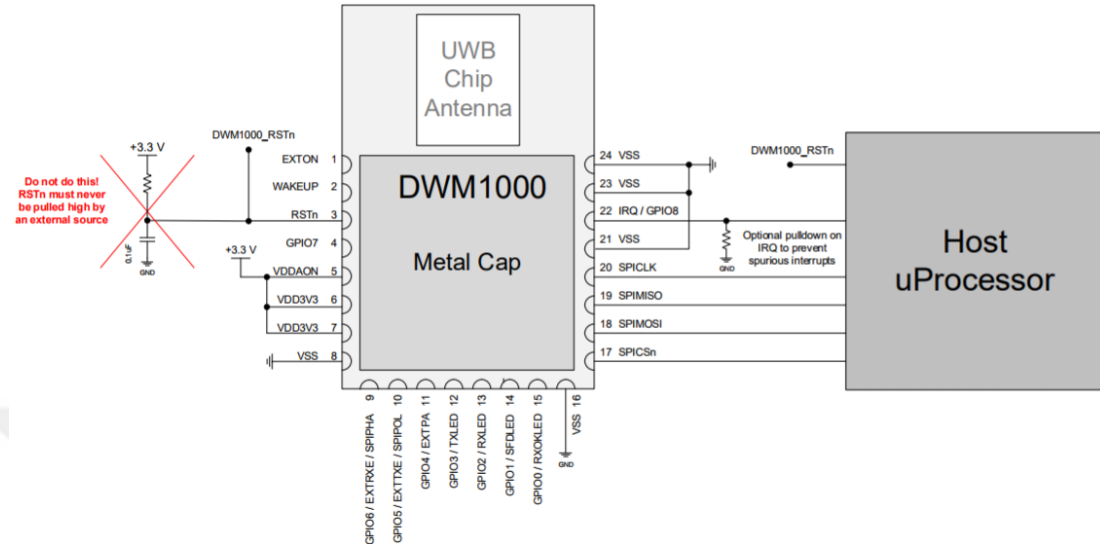 UWB
Chip
Antenna
DWM1000_RSTn
+3.3 V
Do not do this!
RSTn must never
be pulled high by
an external source
0.1uF
GND
+3.3 V
EXTON 1
WAKEUP 2
RSTn 3
GPIO7 4
VDDAON 5
VDD3V3 6
VDD3V3 7
VSS 8
DWM1000
Metal Cap
24 VSS
23 VSS
22 IRQ / GPIO8
21 VSS
20 SPICLK
19 SPIMISO
18 SPIMOSI
17 SPICSn
DWM1000_RSTn
Optional pulldown on
IRQ to prevent
spurious interrupts
GND
Host
uProcessor
GPIO6 / EXTRXE / SPIPHA 9
GPIO5 / EXTTXE / SPIPOL 10
GPIO4 / EXTPA 11
GPIO3 / TXLED 12
GPIO2 / RXLED 13
GPIO1 / SFDLED 14
GPIO0 / RXOKLED 15
VSS 16
GND